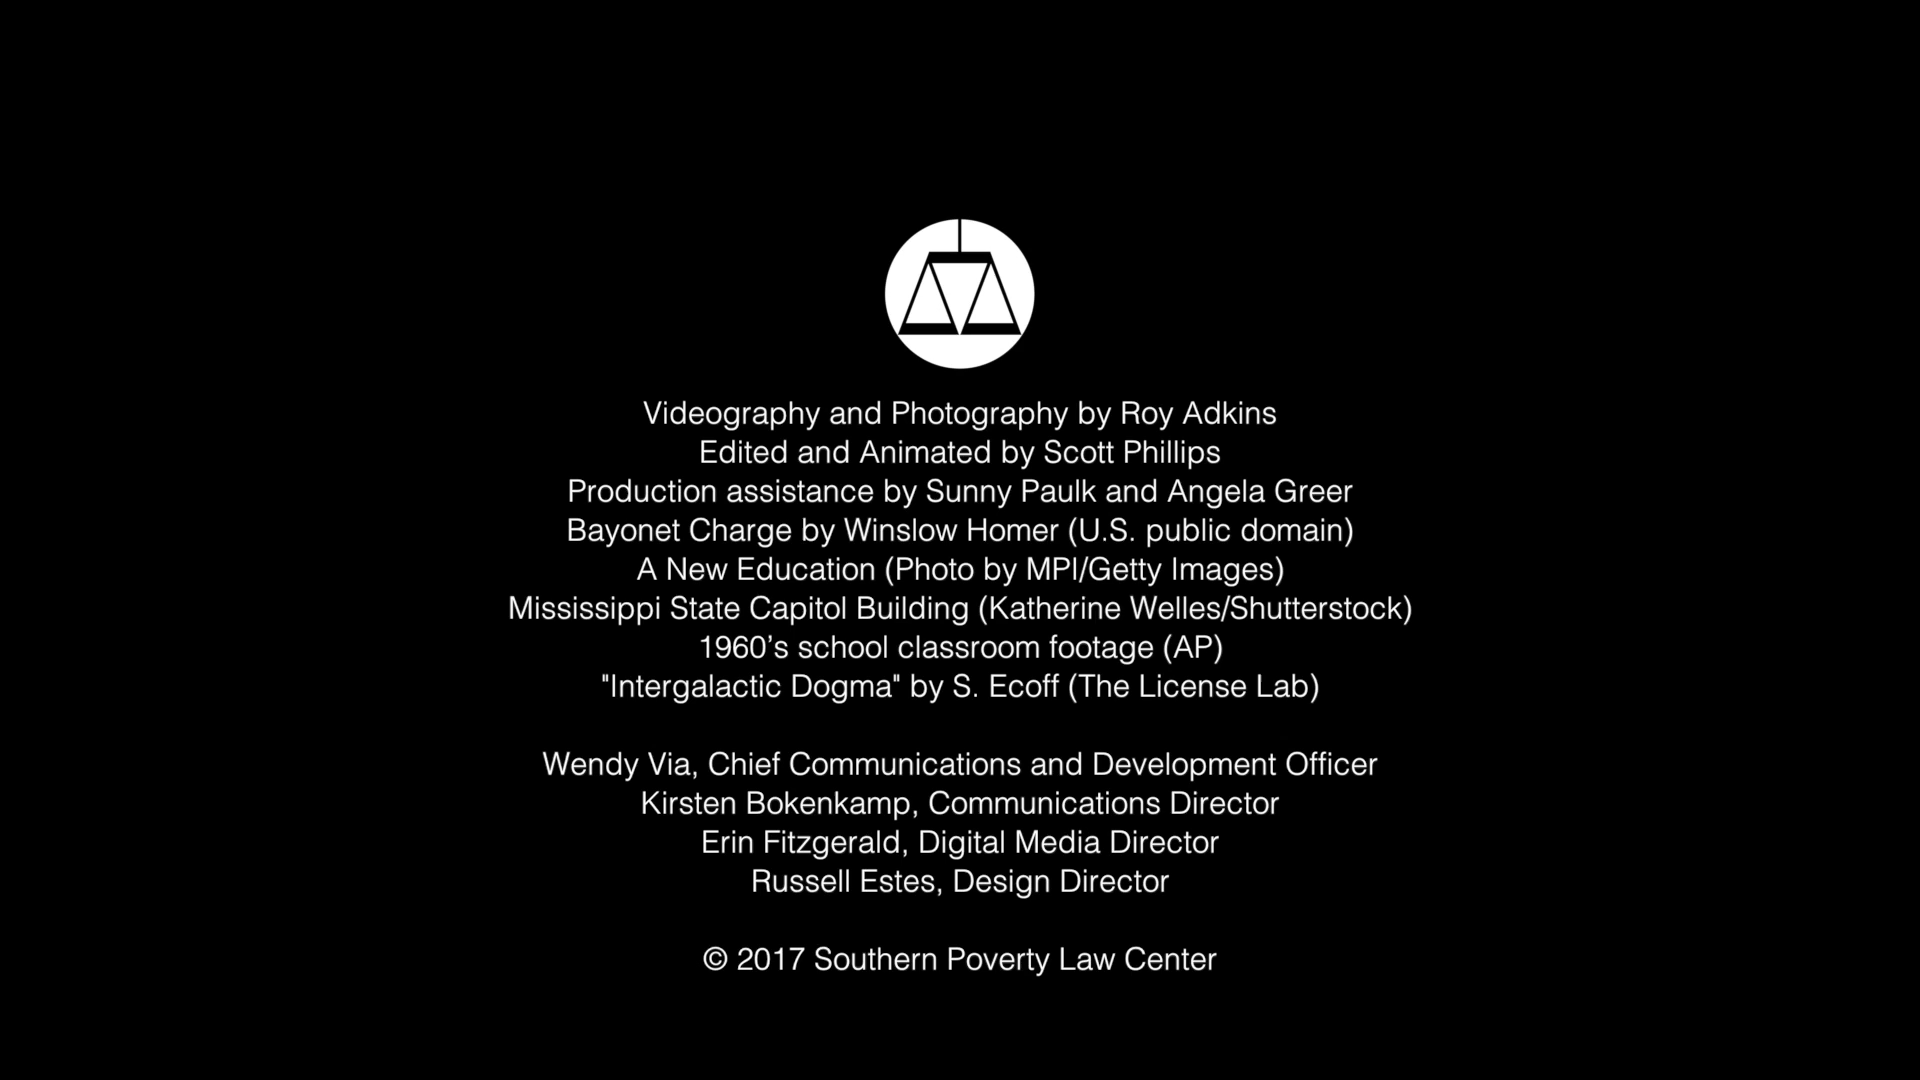 Videography and Photography by Roy Adkins
Edited and Animated by Scott Phillips
Production assistance by Sunny Paulk and Angela Greer
Bayonet Charge by Winslow Homer (U.S. public domain)
A New Education (Photo by MPI/Getty Images)
Mississippi State Capitol Building (Katherine Welles/Shutterstock)
1960’s school classroom footage (AP)
"Intergalactic Dogma" by S. Ecoff (The License Lab)
Wendy Via, Chief Communications and Development Officer
Kirsten Bokenkamp, Communications Director
Erin Fitzgerald, Digital Media Director
Russell Estes, Design Director
© 2017 Southern Poverty Law Center